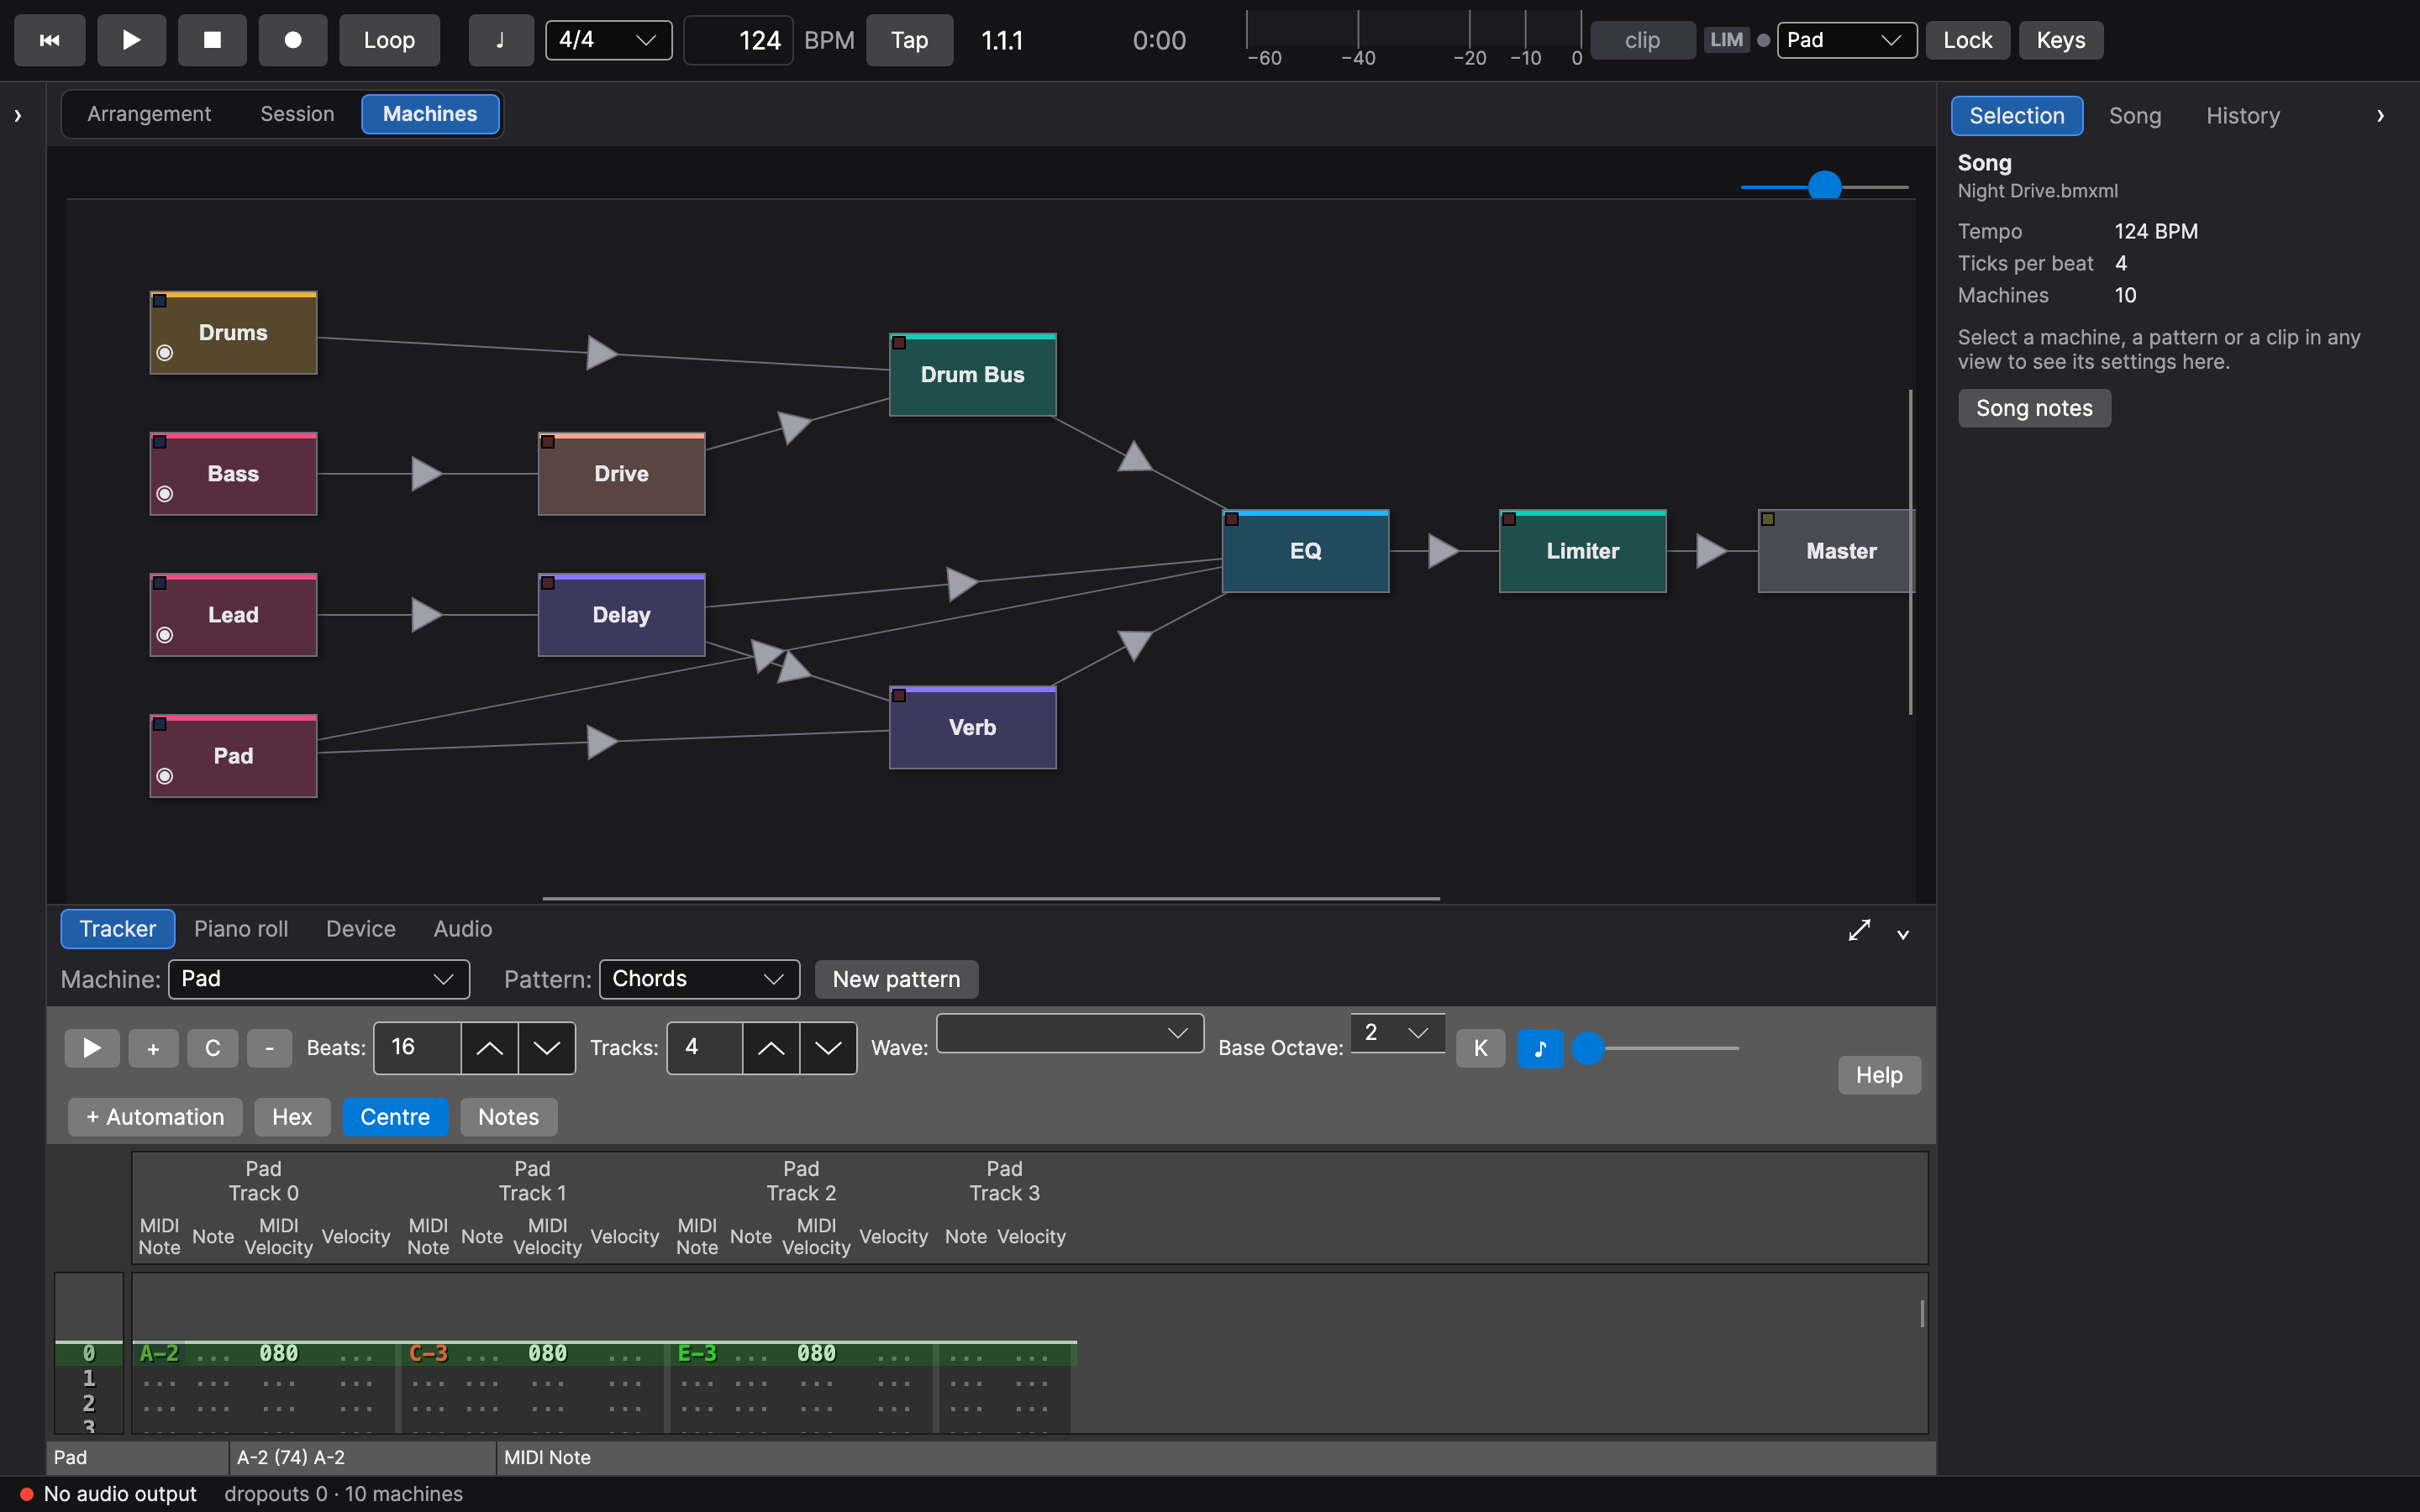 Loop
4/4
124 BPM
Tap
1.1.1
0:00
−60 −40 −20 −10 0
clip
LIM
Pad
Lock
Keys
Arrangement Session Machines
Selection Song History
Song
Night Drive.bmxml
Tempo 124 BPM
Ticks per beat 4
Machines 10
Select a machine, a pattern or a clip in any
view to see its settings here.
Song notes
Drums
Drum Bus
Bass
Drive
EQ
Limiter
Master
Lead
Delay
Verb
Pad
Tracker Piano roll Device Audio
Machine: Pad Pattern: Chords New pattern
+ C - Beats: 16 Tracks: 4 Wave: Base Octave: 2 K
Help
+ Automation Hex Centre Notes
Pad Pad Pad Pad
Track 0 Track 1 Track 2 Track 3
MIDI Note Note MIDI Velocity Velocity MIDI Note Note MIDI Velocity Velocity MIDI Note Note MIDI Velocity Velocity Note Velocity
0 A-2 ... 080 ... C-3 ... 080 ... E-3 ... 080 ... ... ...
1 ... ... ... ... ... ... ... ... ... ... ... ... ... ...
2 ... ... ... ... ... ... ... ... ... ... ... ... ... ...
3
Pad A-2 (74) A-2 MIDI Note
No audio output dropouts 0 · 10 machines